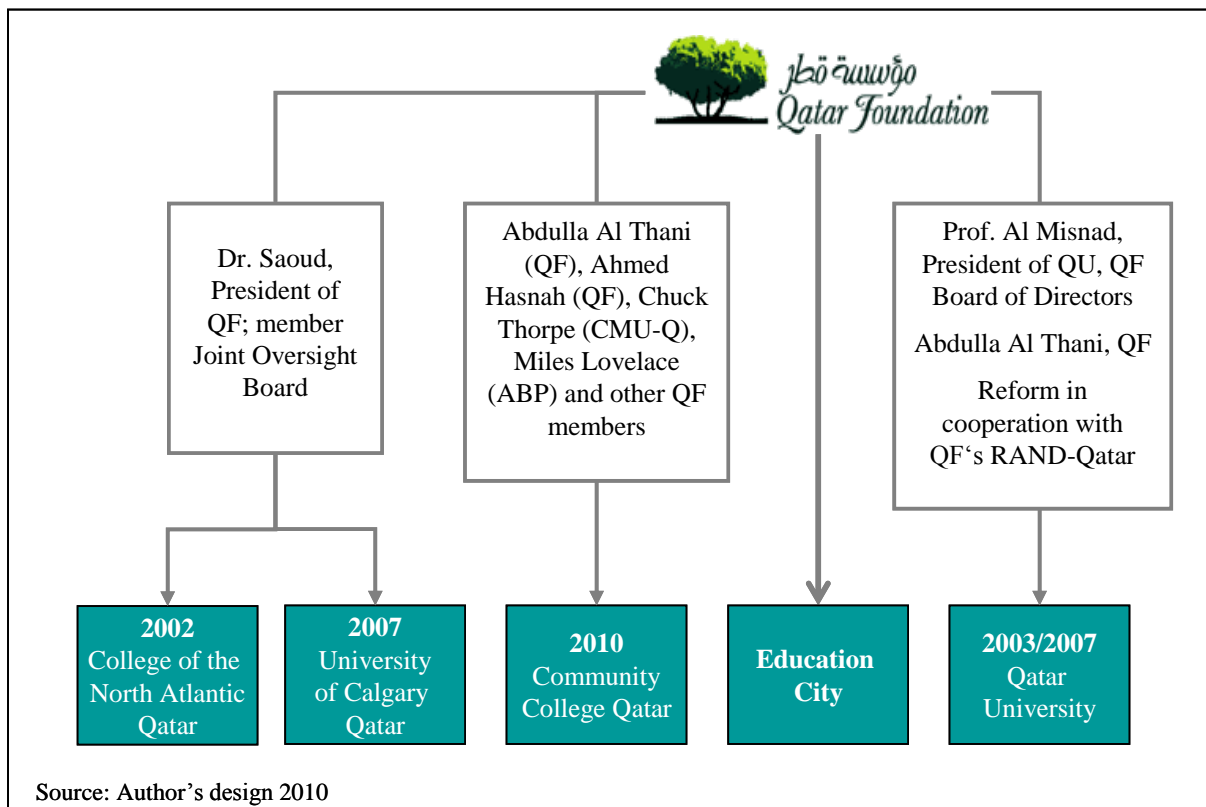 مؤسسة قطر
Qatar Foundation
Dr. Saoud,
President of
QF; member
Joint Oversight
Board
Abdulla Al Thani
(QF), Ahmed
Hasnah (QF), Chuck
Thorpe (CMU-Q),
Miles Lovelace
(ABP) and other QF
members
Prof. Al Misnad,
President of QU, QF
Board of Directors
Abdulla Al Thani, QF
Reform in
cooperation with
QF‘s RAND-Qatar
2002
College of the
North Atlantic
Qatar
2007
University
of Calgary
Qatar
2010
Community
College Qatar
Education
City
2003/2007
Qatar
University
Source: Author’s design 2010